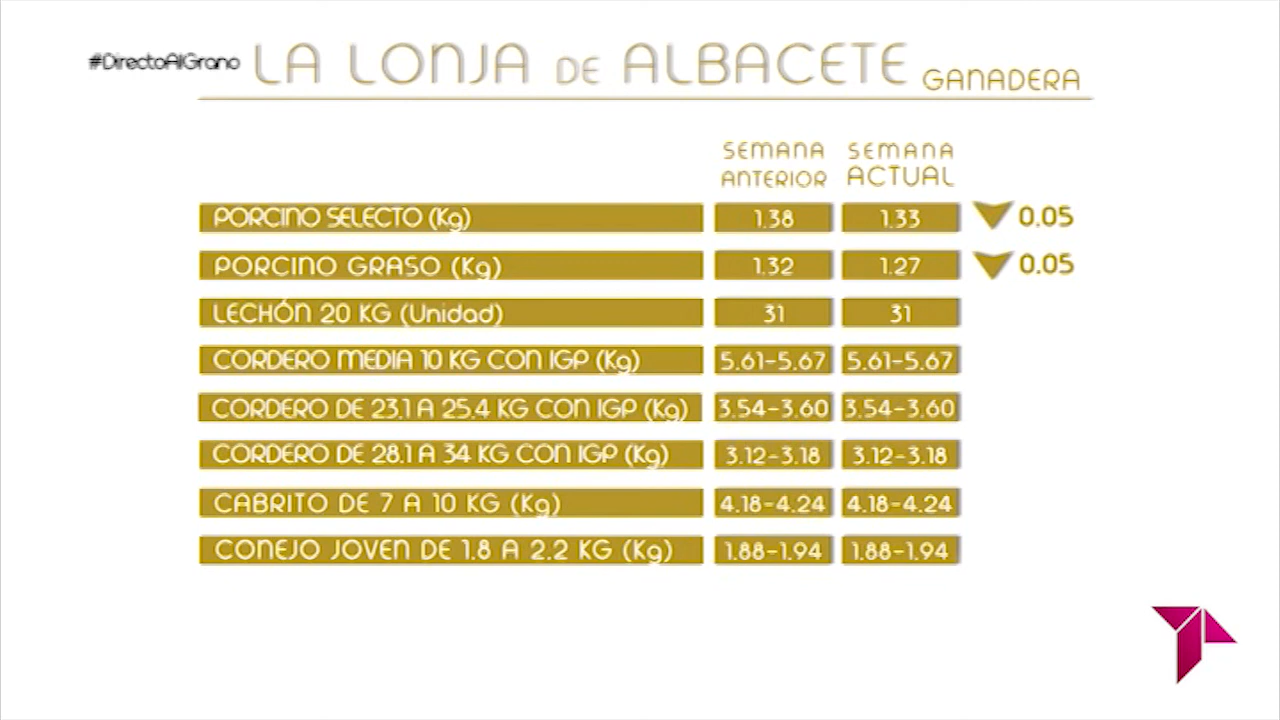 #DirectoAlGrano LA LONJA DE ALBACETE GANADERA
SEMANA ANTERIOR SEMANA ACTUAL
PORCINO SELECTO (Kg) 1.38 1.33 0.05
PORCINO GRASO (Kg) 1.32 1.27 0.05
LECHÓN 20 KG (Unidad) 31 31
CORDERO MEDIA 10 KG CON IGP (Kg) 5.61-5.67 5.61-5.67
CORDERO DE 23.1 A 25.4 KG CON IGP (Kg) 3.54-3.60 3.54-3.60
CORDERO DE 28.1 A 34 KG CON IGP (Kg) 3.12-3.18 3.12-3.18
CABRITO DE 7 A 10 KG (Kg) 4.18-4.24 4.18-4.24
CONEJO JOVEN DE 1.8 A 2.2 KG (Kg) 1.88-1.94 1.88-1.94